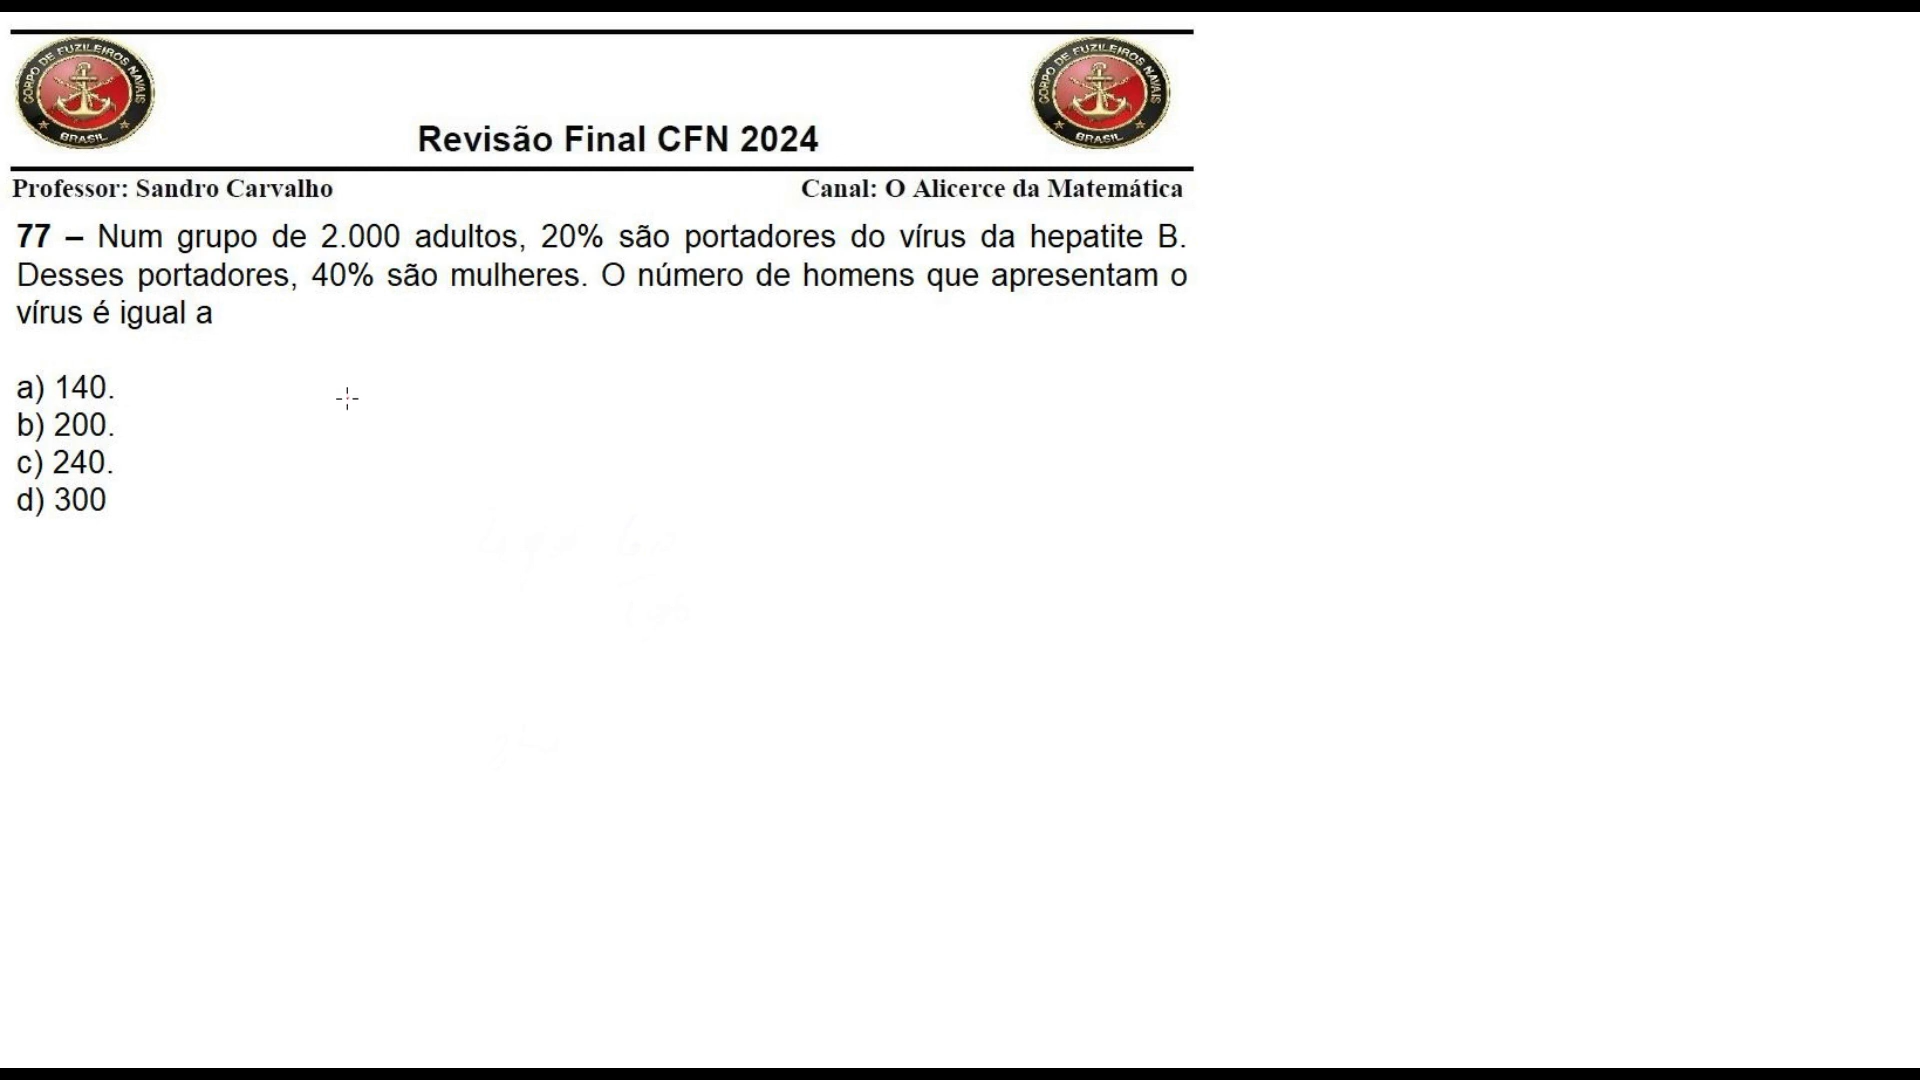 CORPO DE FUZILEIROS NAVAIS
BRASIL
CORPO DE FUZILEIROS NAVAIS
BRASIL
Revisão Final CFN 2024
Professor: Sandro Carvalho
Canal: O Alicerce da Matemática
77 – Num grupo de 2.000 adultos, 20% são portadores do vírus da hepatite B.
Desses portadores, 40% são mulheres. O número de homens que apresentam o
vírus é igual a
a) 140.
b) 200.
c) 240.
d) 300